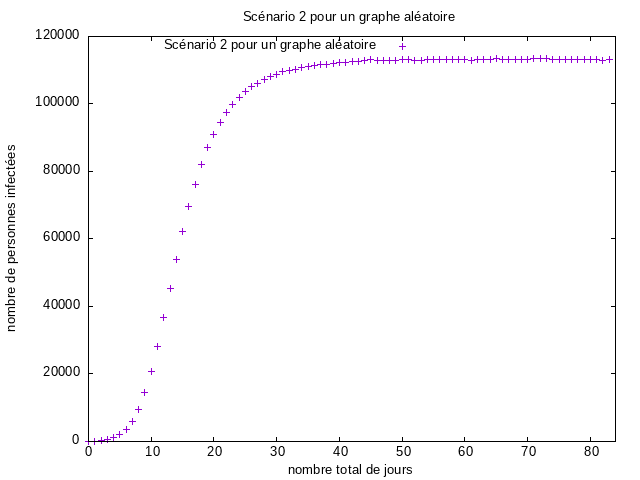 Scénario 2 pour un graphe aléatoire
120000
Scénario 2 pour un graphe aléatoire
100000
80000
60000
40000
20000
0
nombre de personnes infectées
0 10 20 30 40 50 60 70 80
nombre total de jours